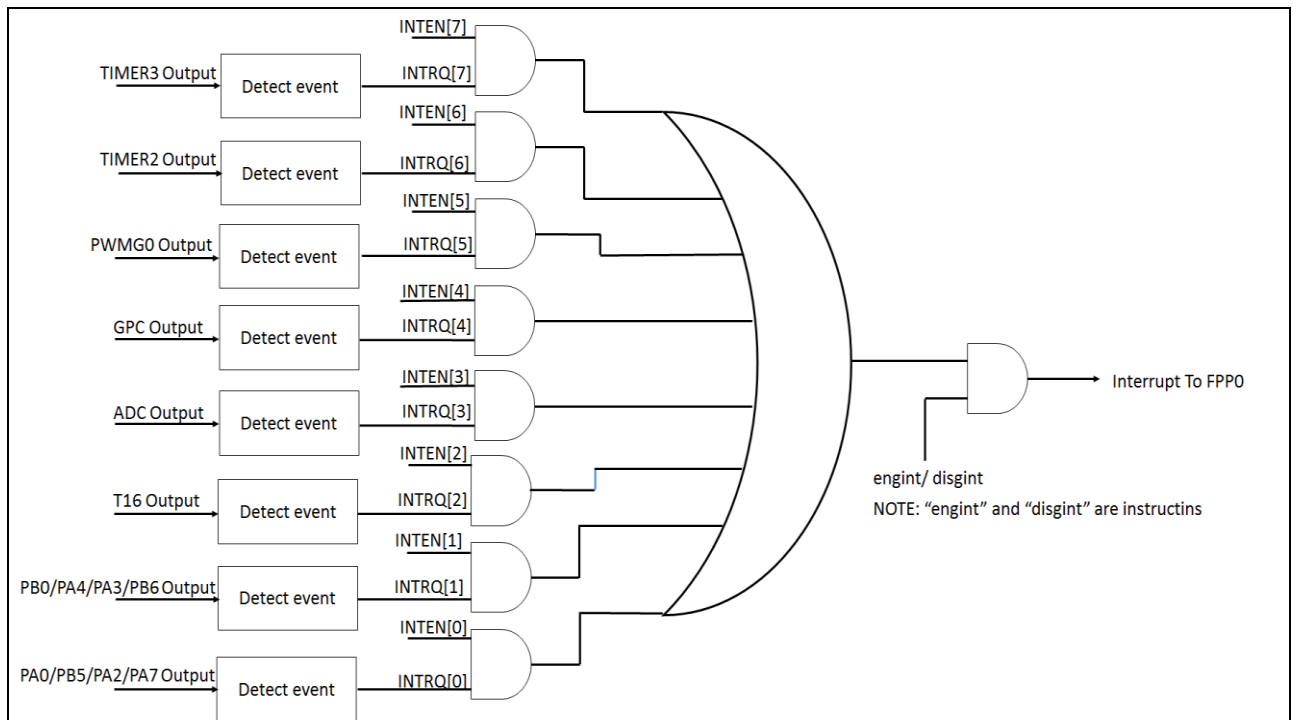 INTEN[7]
TIMER3 Output
Detect event
INTRQ[7]
INTEN[6]
TIMER2 Output
Detect event
INTRQ[6]
INTEN[5]
PWMG0 Output
Detect event
INTRQ[5]
INTEN[4]
GPC Output
Detect event
INTRQ[4]
INTEN[3]
ADC Output
Detect event
INTRQ[3]
INTEN[2]
T16 Output
Detect event
INTRQ[2]
INTEN[1]
PB0/PA4/PA3/PB6 Output
Detect event
INTRQ[1]
INTEN[0]
PA0/PB5/PA2/PA7 Output
Detect event
INTRQ[0]
Interrupt To FPP0
engint/ disgint
NOTE: “engint” and “disgint” are instructins